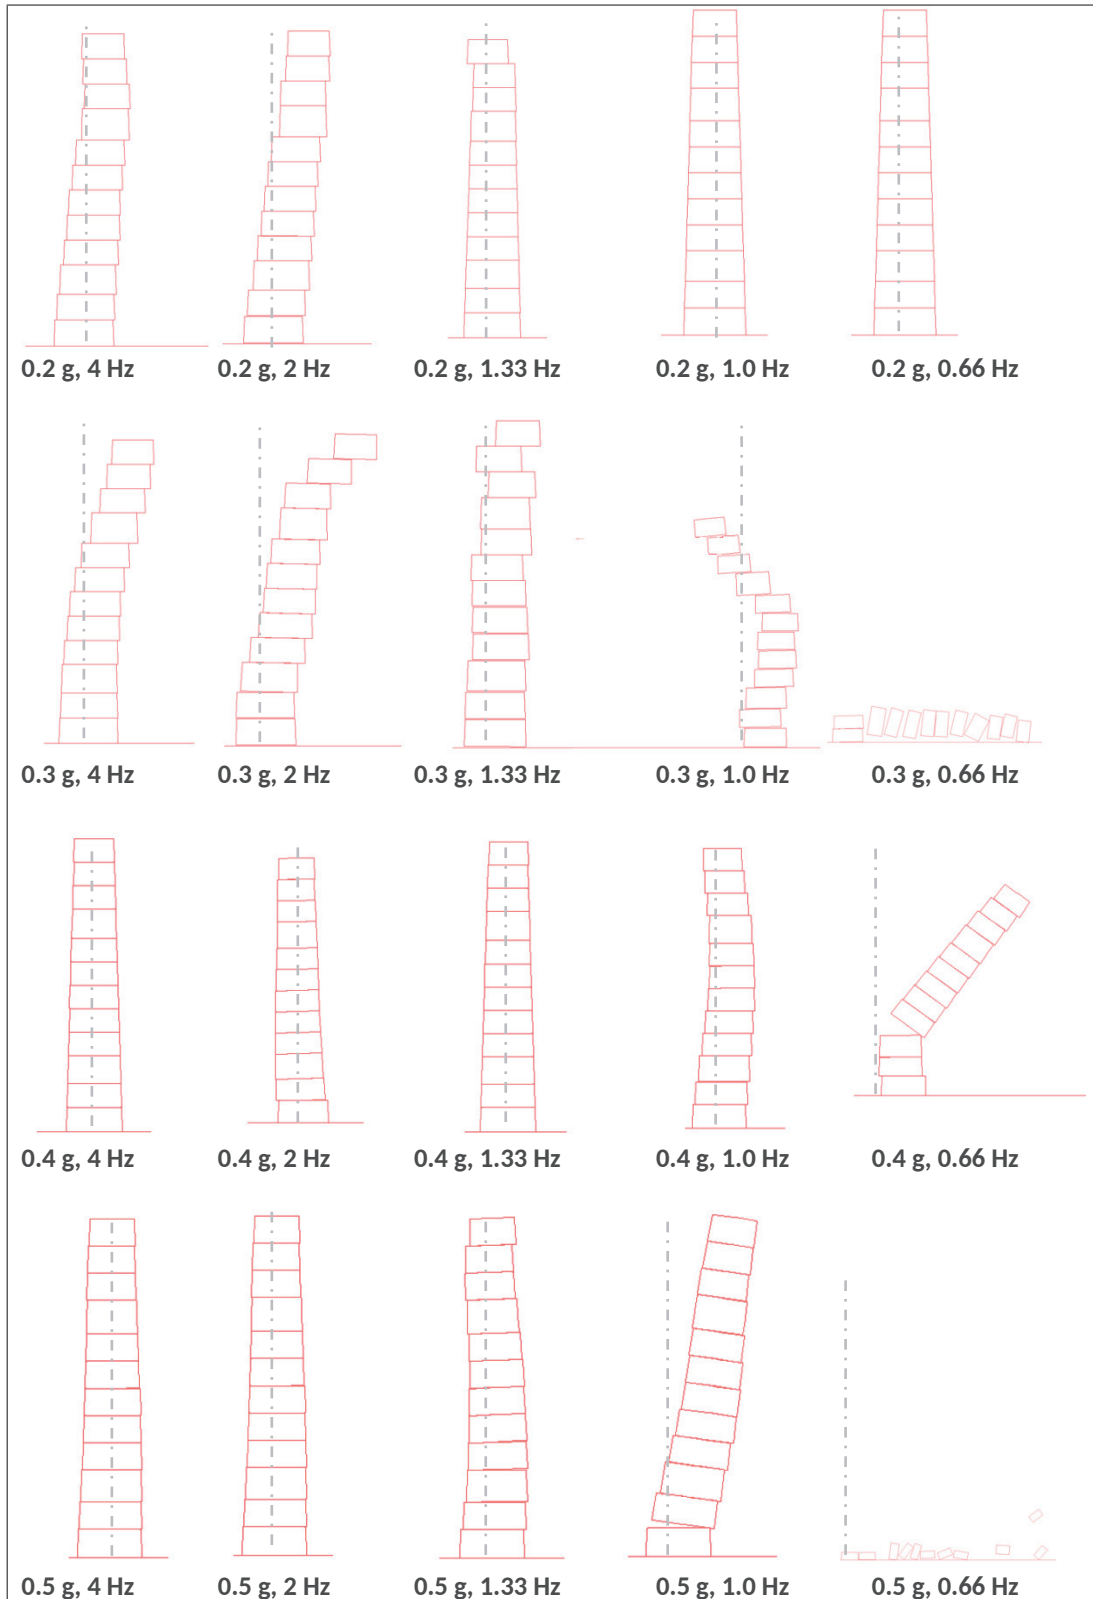 0.2 g, 4 Hz
0.2 g, 2 Hz
0.2 g, 1.33 Hz
0.2 g, 1.0 Hz
0.2 g, 0.66 Hz
0.3 g, 4 Hz
0.3 g, 2 Hz
0.3 g, 1.33 Hz
0.3 g, 1.0 Hz
0.3 g, 0.66 Hz
0.4 g, 4 Hz
0.4 g, 2 Hz
0.4 g, 1.33 Hz
0.4 g, 1.0 Hz
0.4 g, 0.66 Hz
0.5 g, 4 Hz
0.5 g, 2 Hz
0.5 g, 1.33 Hz
0.5 g, 1.0 Hz
0.5 g, 0.66 Hz